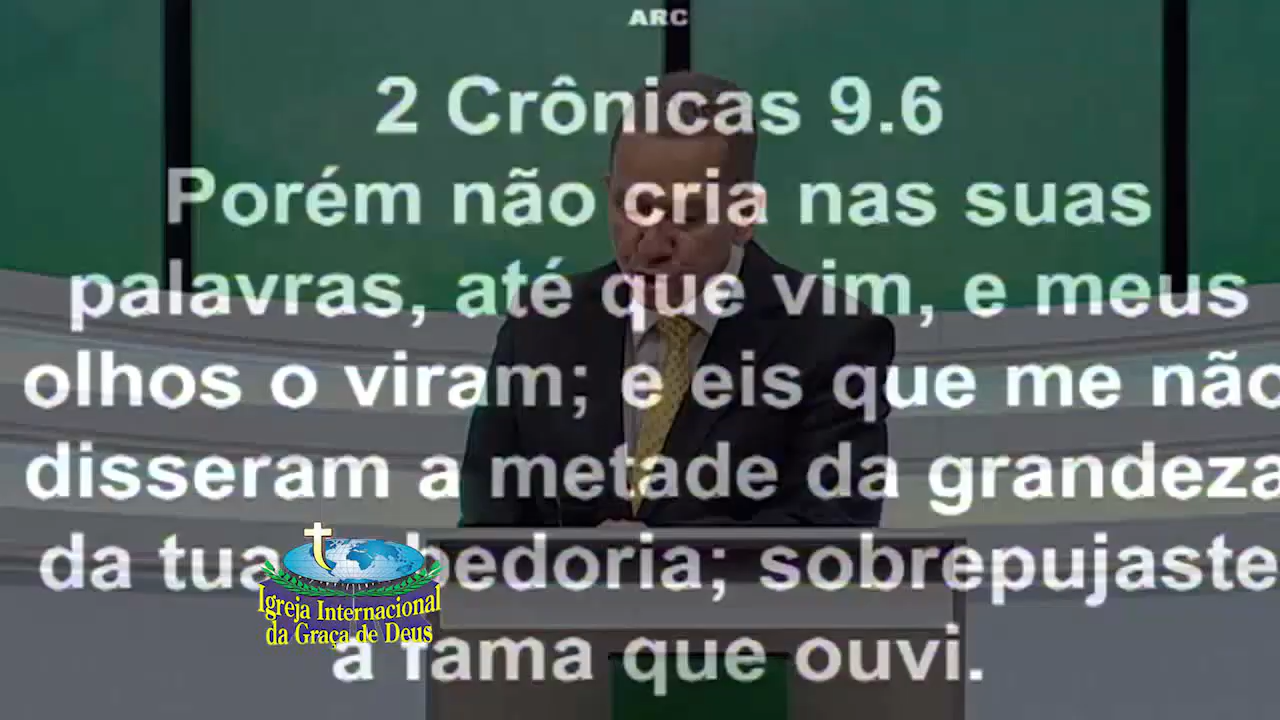 ARC
2 Crônicas 9.6
Porém não cria nas suas
palavras, até que vim, e meus
olhos o viram; e eis que me não
disseram a metade da grandeza
da tua bedoria; sobrepujaste
a fama que ouvi.
Igreja Internacional
da Graça de Deus